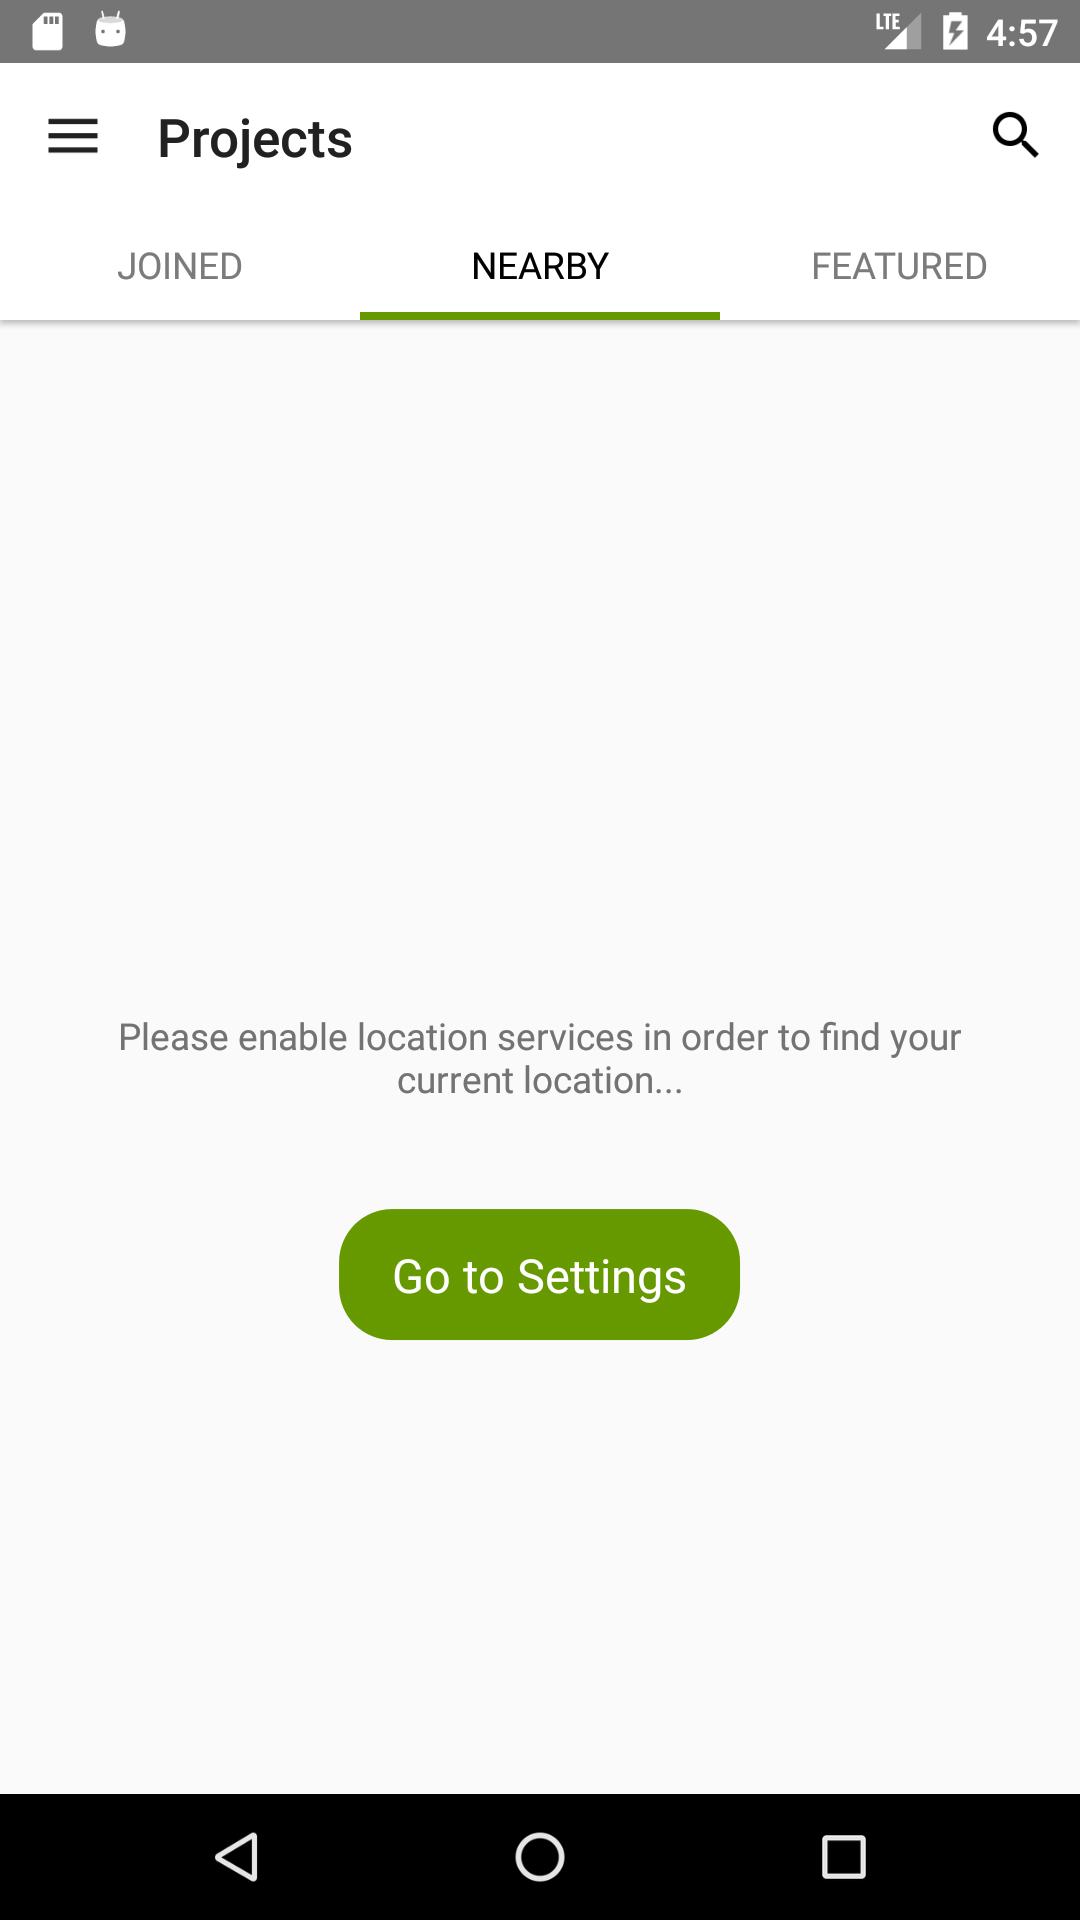 LTE 4:57
Projects
JOINED NEARBY FEATURED
Please enable location services in order to find your
current location...
Go to Settings